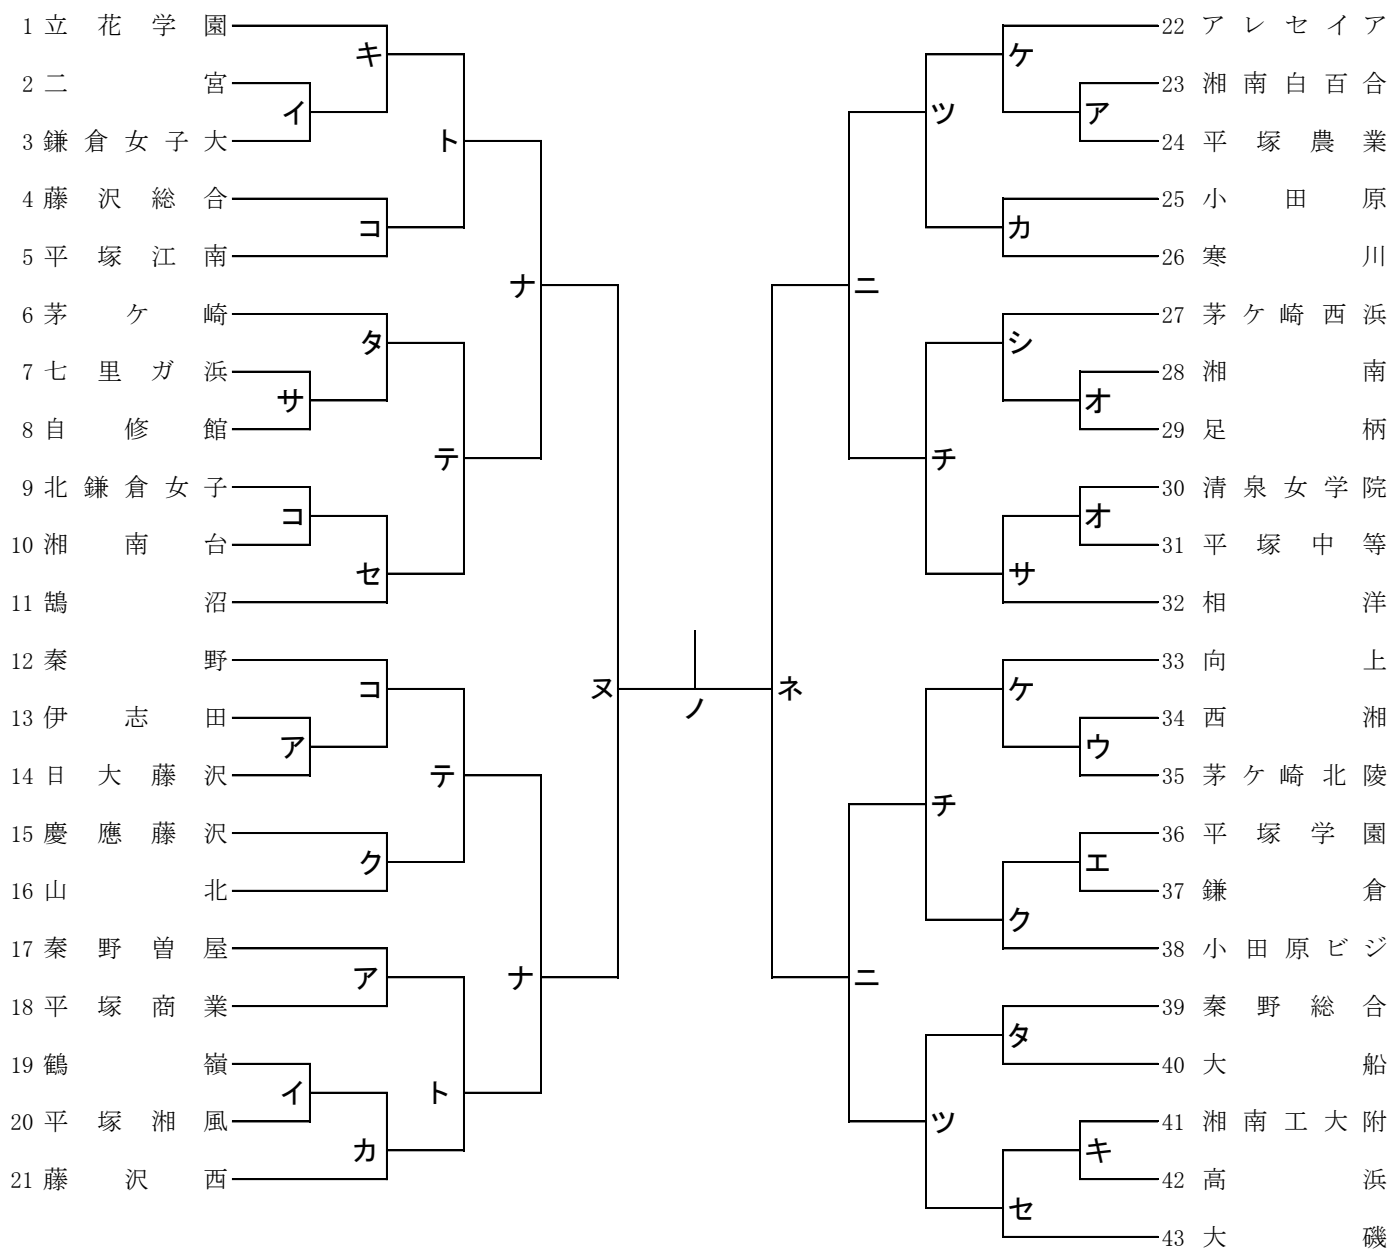 1 立花学園
2 二宮
3 鎌倉女子大
4 藤沢総合
5 平塚江南
6 茅ケ崎
7 七里ガ浜
8 自修館
9 北鎌倉女子
10 湘南台
11 鵠沼
12 秦野
13 伊志田
14 日大藤沢
15 慶應藤沢
16 山北
17 秦野曽屋
18 平塚商業
19 鶴嶺
20 平塚湘風
21 藤沢西
キ
イ
ト
コ
ナ
タ
サ
テ
コ
セ
コ
ア
テ
ク
ア
ナ
イ
ト
カ
ヌ
ノ
ネ
ケ
ア
ツ
カ
ニ
シ
オ
チ
オ
サ
ケ
ウ
チ
エ
ク
ニ
タ
ツ
キ
セ
22 アレセイア
23 湘南白百合
24 平塚農業
25 小田原
26 寒川
27 茅ケ崎西浜
28 湘南
29 足柄
30 清泉女学院
31 平塚中等
32 相洋
33 向上
34 西湘
35 茅ケ崎北陵
36 平塚学園
37 鎌倉
38 小田原ビジ
39 秦野総合
40 大船
41 湘南工大附
42 高浜
43 大磯